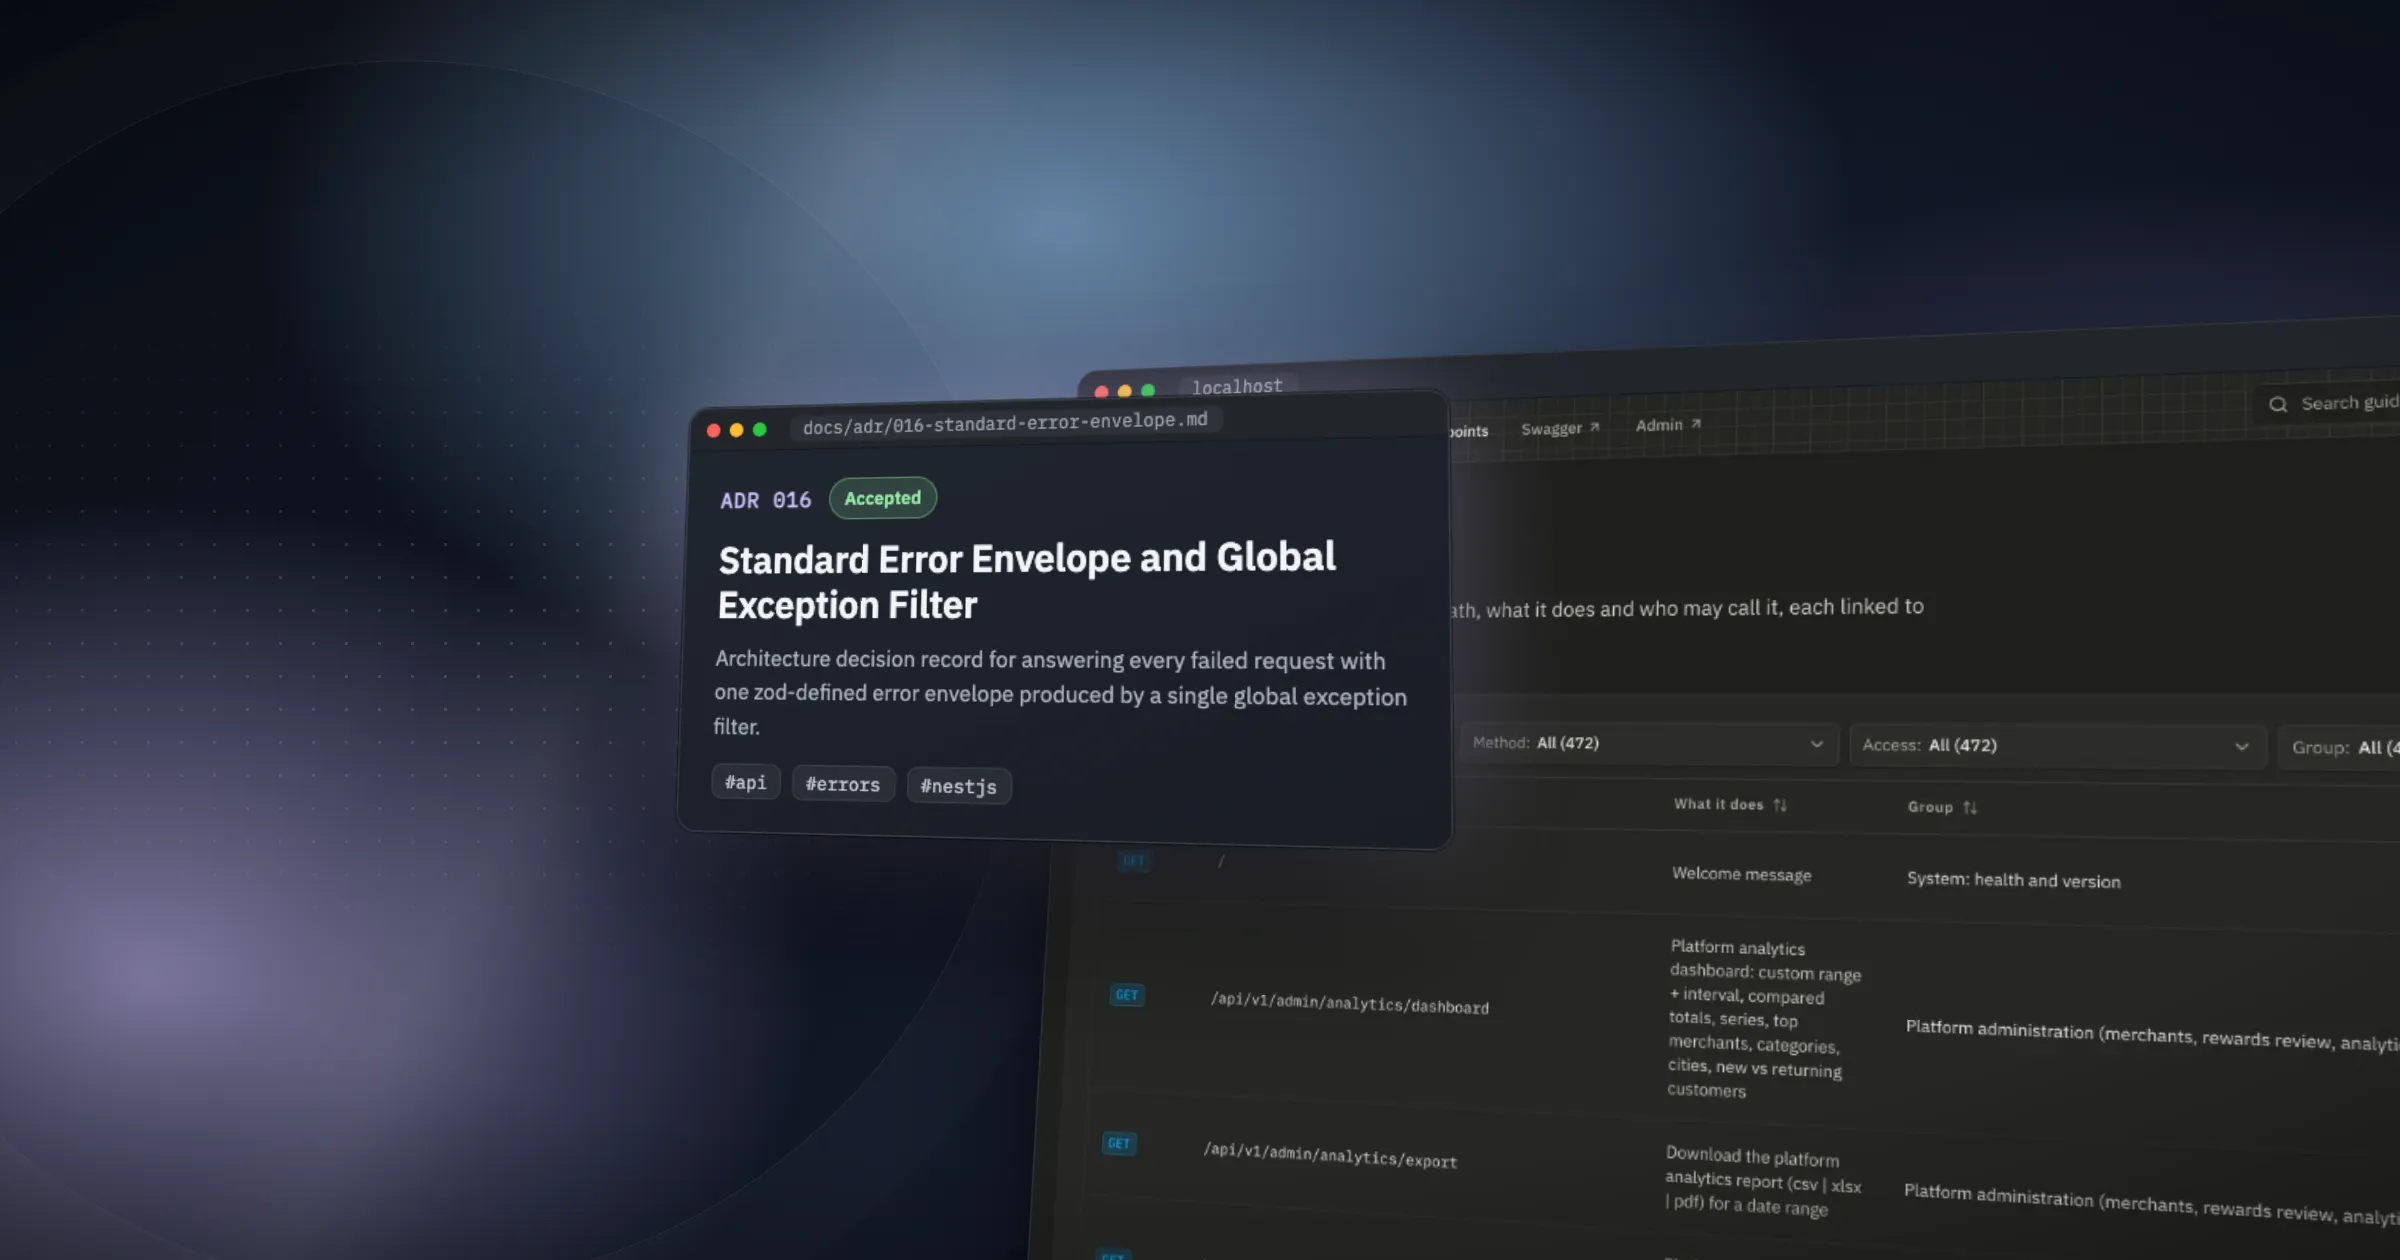 localhost
docs/adr/016-standard-error-envelope.md
Swagger ↗ Admin ↗
Search
ADR 016 Accepted
Standard Error Envelope and Global
Exception Filter
Architecture decision record for answering every failed request with
one zod-defined error envelope produced by a single global exception
filter.
#api #errors #nestjs
what it does and who may call it, each linked to
Method: All (472) Access: All (472) Group: All
What it does Group
GET / Welcome message System: health and version
GET /api/v1/admin/analytics/dashboard
Platform analytics
dashboard: custom range
+ interval, compared
totals, series, top
merchants, categories,
cities, new vs returning
customers
Platform administration (merchants, rewards review,
GET /api/v1/admin/analytics/export
Download the platform
analytics report (csv | xlsx
| pdf) for a date range
Platform administration (merchants, rewards review,
GET